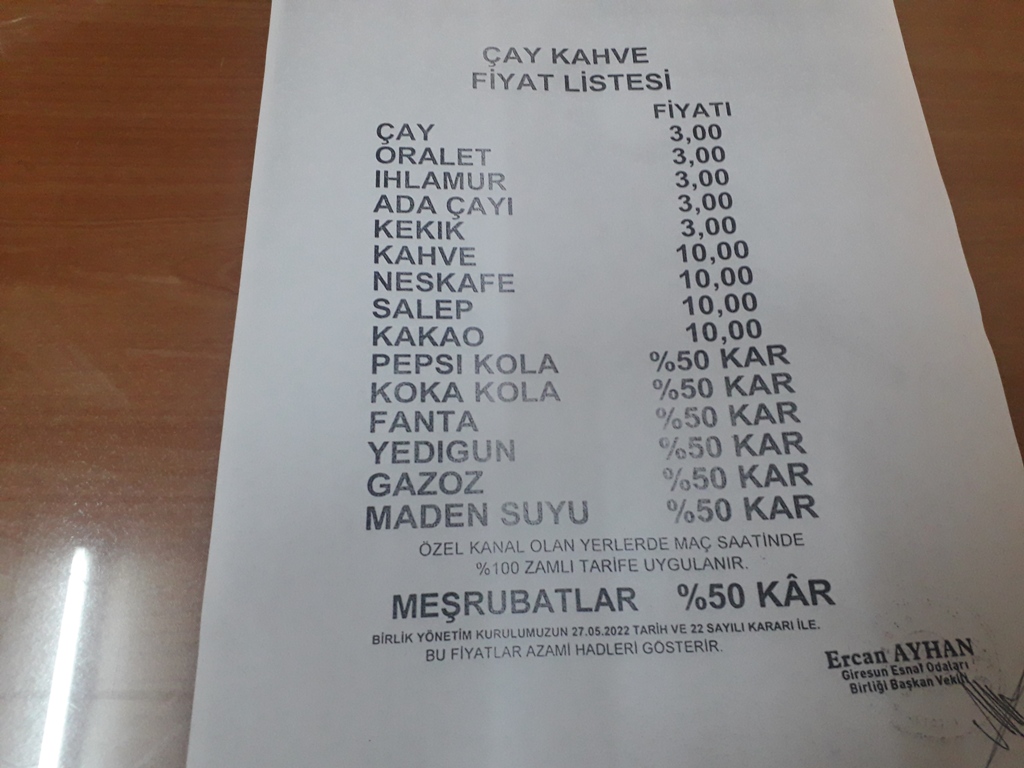 ÇAY KAHVE
FİYAT LİSTESİ
FİYATI
ÇAY 3,00
ORALET 3,00
IHLAMUR 3,00
ADA ÇAYI 3,00
KEKIK 3,00
KAHVE 10,00
NESKAFE 10,00
SALEP 10,00
KAKAO 10,00
PEPSI KOLA %50 KAR
KOKA KOLA %50 KAR
FANTA %50 KAR
YEDIGUN %50 KAR
GAZOZ %50 KAR
MADEN SUYU %50 KAR
ÖZEL KANAL OLAN YERLERDE MAÇ SAATİNDE
%100 ZAMLI TARİFE UYGULANIR.
MEŞRUBATLAR %50 KÂR
BİRLİK YÖNETİM KURULUMUZUN 27.05.2022 TARİH VE 22 SAYILI KARARI İLE.
BU FİYATLAR AZAMİ HADLERİ GÖSTERİR.
Ercan AYHAN
Giresun Esnaf Odaları
Birliği Başkan Vekili